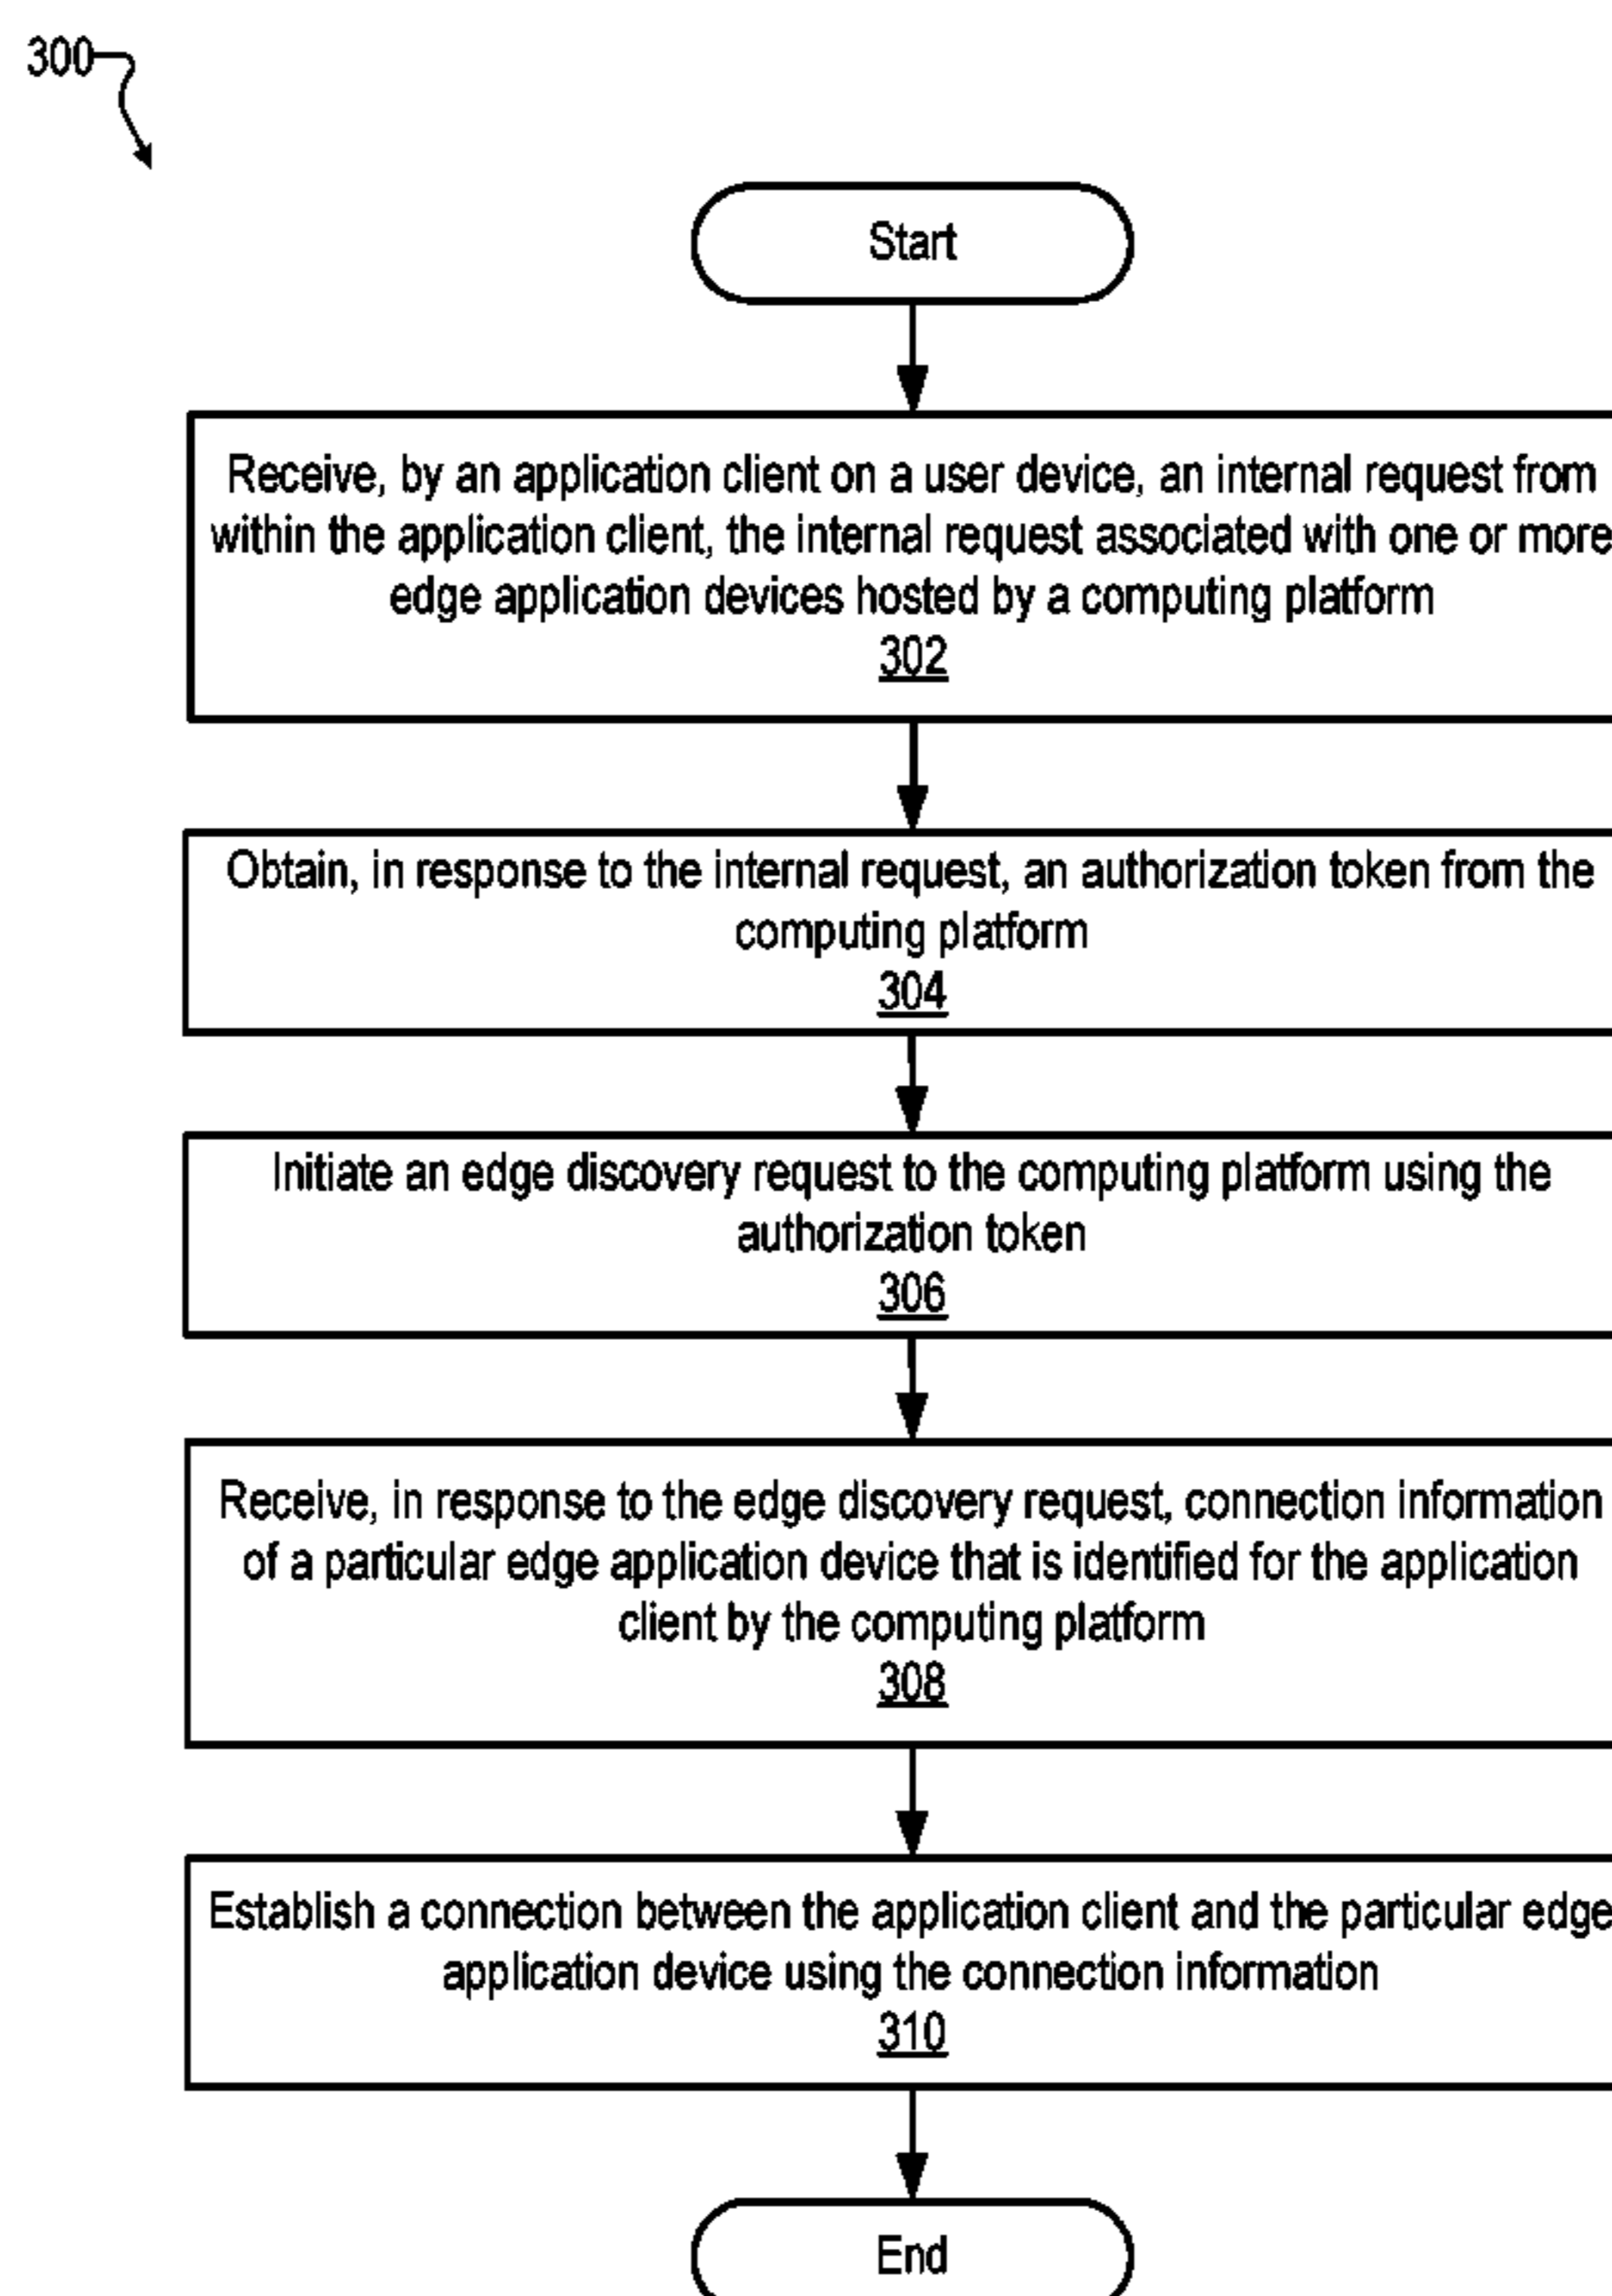 300
Start
Receive, by an application client on a user device, an internal request from
within the application client, the internal request associated with one or more
edge application devices hosted by a computing platform
302
Obtain, in response to the internal request, an authorization token from the
computing platform
304
Initiate an edge discovery request to the computing platform using the
authorization token
306
Receive, in response to the edge discovery request, connection information
of a particular edge application device that is identified for the application
client by the computing platform
308
Establish a connection between the application client and the particular edge
application device using the connection information
310
End